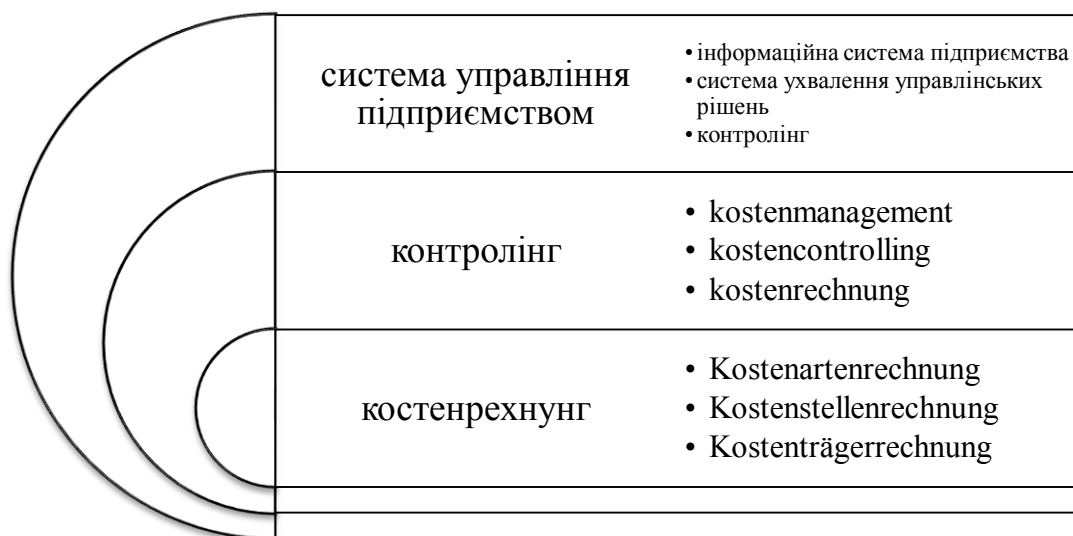 система управління
підприємством
• інформаційна система підприємства
• система ухвалення управлінських
рішень
• контролінг
контролінг
• kostenmanagement
• kostencontrolling
• kostenrechnung
костенрехнунг
• Kostenartenrechnung
• Kostenstellenrechnung
• Kostenträgerrechnung